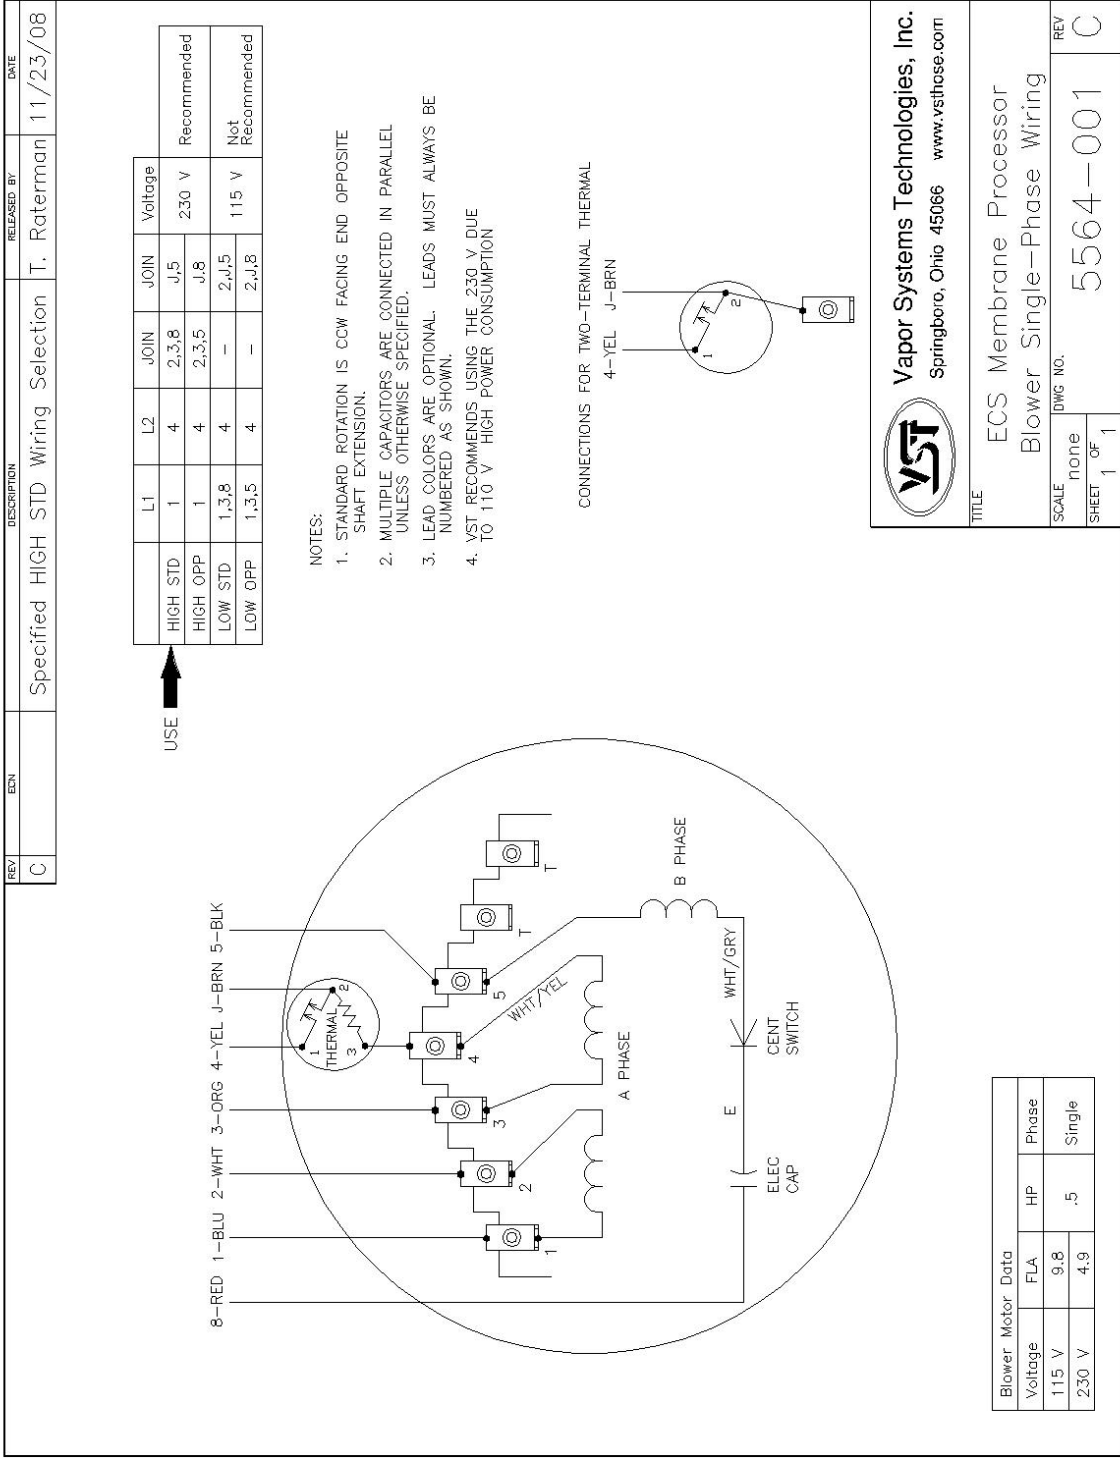 REV ECN DESCRIPTION RELEASED BY DATE
C Specified HIGH STD Wiring Selection T. Raterman 11/23/08
USE
L1 L2 JOIN JOIN Voltage
HIGH STD 1 4 2,3,8 J,5 230 V Recommended
HIGH OPP 1 4 2,3,5 J.8
LOW STD 1,3,8 4 – 2,J,5 115 V Not Recommended
LOW OPP 1,3,5 4 – 2,J,8
NOTES:
1. STANDARD ROTATION IS CCW FACING END OPPOSITE
SHAFT EXTENSION.
2. MULTIPLE CAPACITORS ARE CONNECTED IN PARALLEL
UNLESS OTHERWISE SPECIFIED.
3. LEAD COLORS ARE OPTIONAL. LEADS MUST ALWAYS BE
NUMBERED AS SHOWN.
4. VST RECOMMENDS USING THE 230 V DUE
TO 110 V HIGH POWER CONSUMPTION
CONNECTIONS FOR TWO-TERMINAL THERMAL
4-YEL J-BRN
1 2
8-RED 1-BLU 2-WHT 3-ORG 4-YEL J-BRN 5-BLK
1 2
THERMAL
3
1 2 3 4 5 T T
WHT/YEL
A PHASE
B PHASE
E
WHT/GRY
ELEC
CAP
CENT
SWITCH
Blower Motor Data
Voltage FLA HP Phase
115 V 9.8 .5 Single
230 V 4.9
VST
Vapor Systems Technologies, Inc.
Springboro, Ohio 45066 www.vsthose.com
TITLE
ECS Membrane Processor
Blower Single-Phase Wiring
SCALE none
DWG NO. 5564-001
REV C
SHEET 1 OF 1